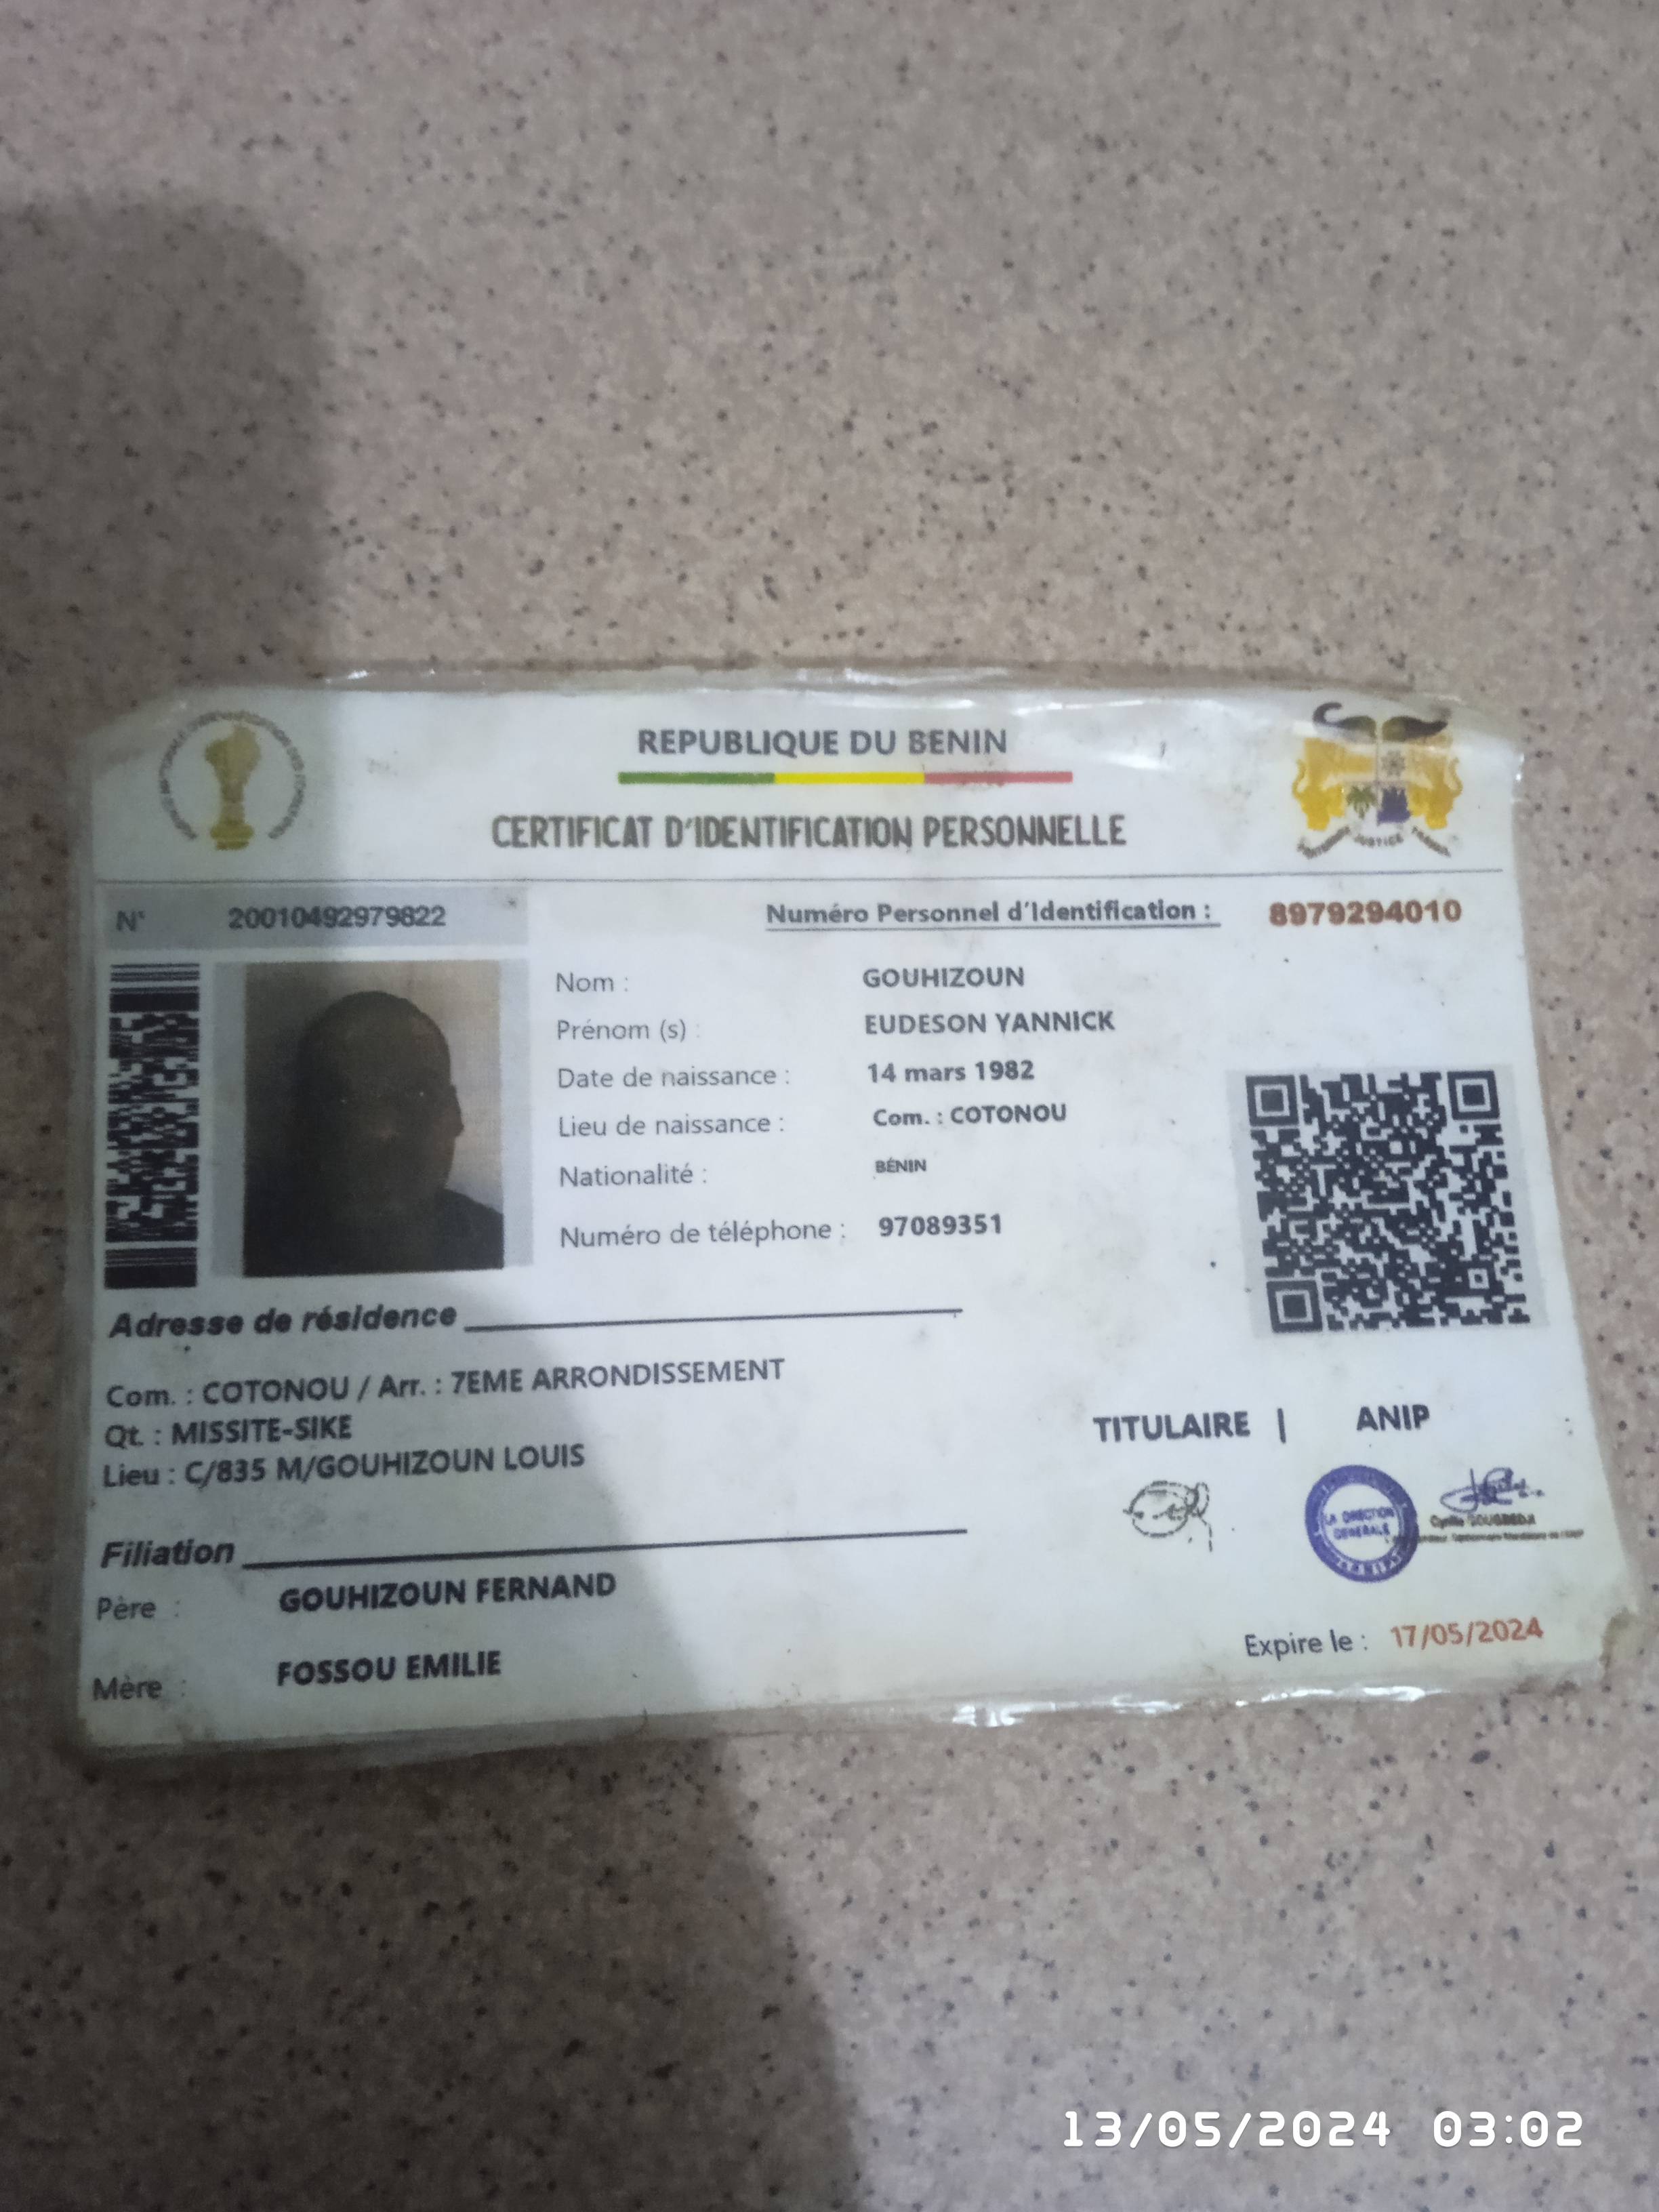 REPUBLIQUE DU BENIN
CERTIFICAT D'IDENTIFICATION PERSONNELLE
N° 20010492979822
Numéro Personnel d'Identification : 8979294010
Nom : GOUHIZOUN
Prénom (s) : EUDESON YANNICK
Date de naissance : 14 mars 1982
Lieu de naissance : Com. : COTONOU
Nationalité : BÉNIN
Numéro de téléphone : 97089351
Adresse de résidence
Com. : COTONOU / Arr. : 7EME ARRONDISSEMENT
Qt. : MISSITE-SIKE
Lieu : C/835 M/GOUHIZOUN LOUIS
TITULAIRE | ANIP
LA DIRECTION
GENERALE
Filiation
Père : GOUHIZOUN FERNAND
Mère : FOSSOU EMILIE
Expire le : 17/05/2024
13/05/2024 03:02